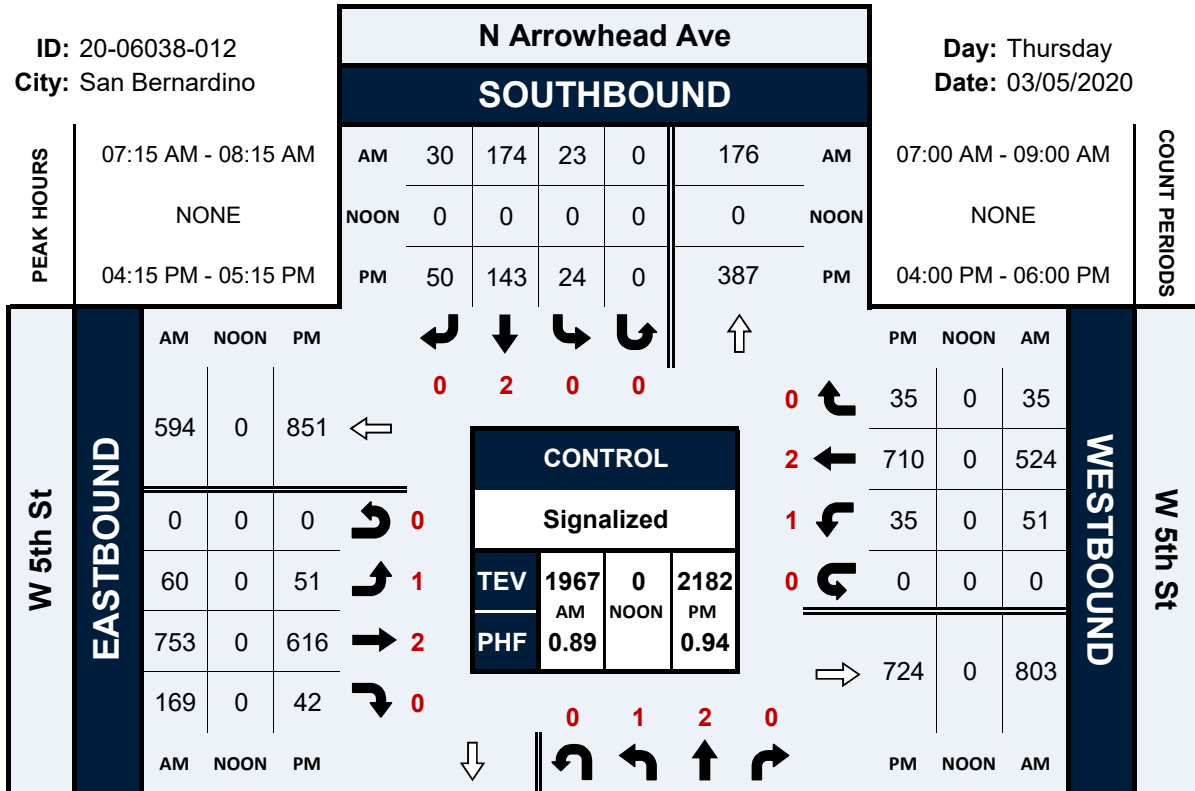 ID: 20-06038-012
City: San Bernardino
N Arrowhead Ave
SOUTHBOUND
Day: Thursday
Date: 03/05/2020
PEAK HOURS
07:15 AM - 08:15 AM
NONE
04:15 PM - 05:15 PM
AM 30 174 23 0 176 AM
NOON 0 0 0 0 0 NOON
PM 50 143 24 0 387 PM
07:00 AM - 09:00 AM
NONE
04:00 PM - 06:00 PM
COUNT PERIODS
0 2 0 0
W 5th St
EASTBOUND
AM NOON PM
594 0 851
0 0 0 0
60 0 51 1
753 0 616 2
169 0 42 0
AM NOON PM
CONTROL
Signalized
TEV 1967 0 2182
AM NOON PM
PHF 0.89 0.94
PM NOON AM
0 35 0 35
2 710 0 524
1 35 0 51
0 0 0 0
724 0 803
PM NOON AM
WESTBOUND
W 5th St
0 1 2 0